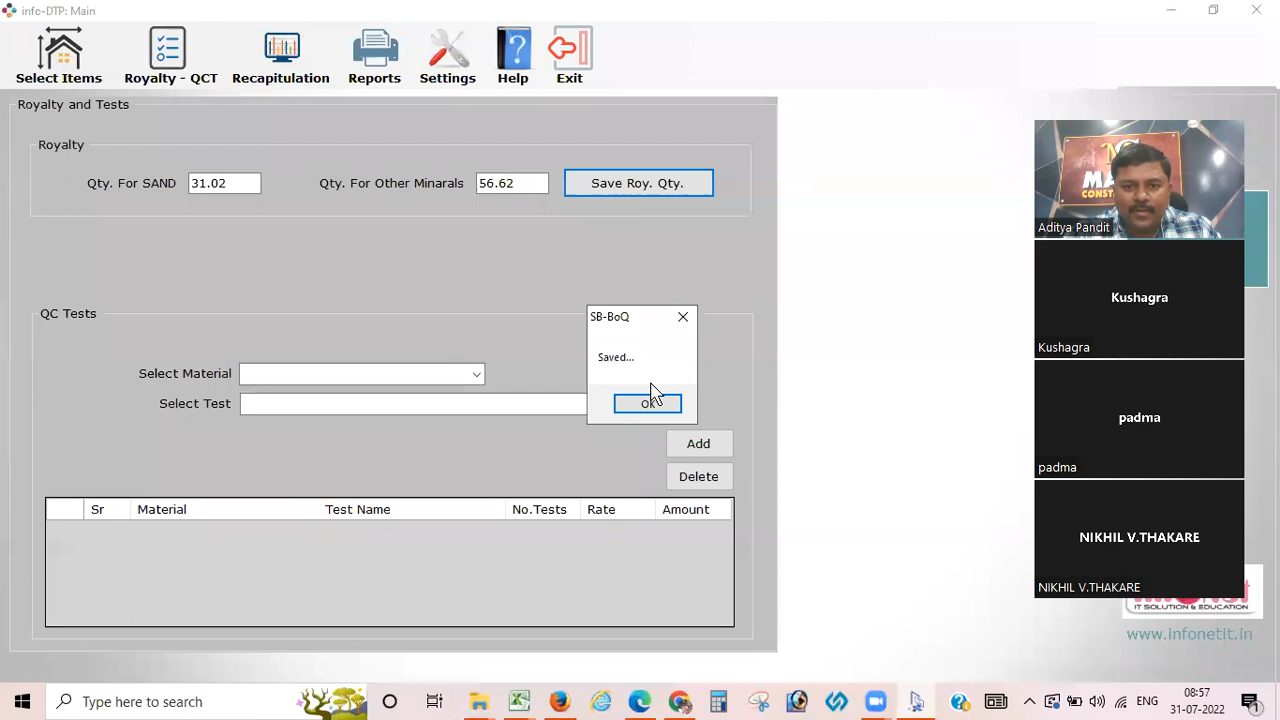 info-DTP: Main
Select Items
Royalty - QCT
Recapitulation
Reports
Settings
Help
Exit
Royalty and Tests
Royalty
Qty. For SAND
31.02
Qty. For Other Minarals
56.62
Save Roy. Qty.
QC Tests
SB-BoQ
Saved...
OK
Select Material
Select Test
Add
Delete
Sr Material Test Name No.Tests Rate Amount
Aditya Pandit
Kushagra
Kushagra
padma
padma
NIKHIL V.THAKARE
NIKHIL V.THAKARE
IT SOLUTION & EDUCATION
www.infonetit.in
Type here to search
ENG
08:57
31-07-2022
1